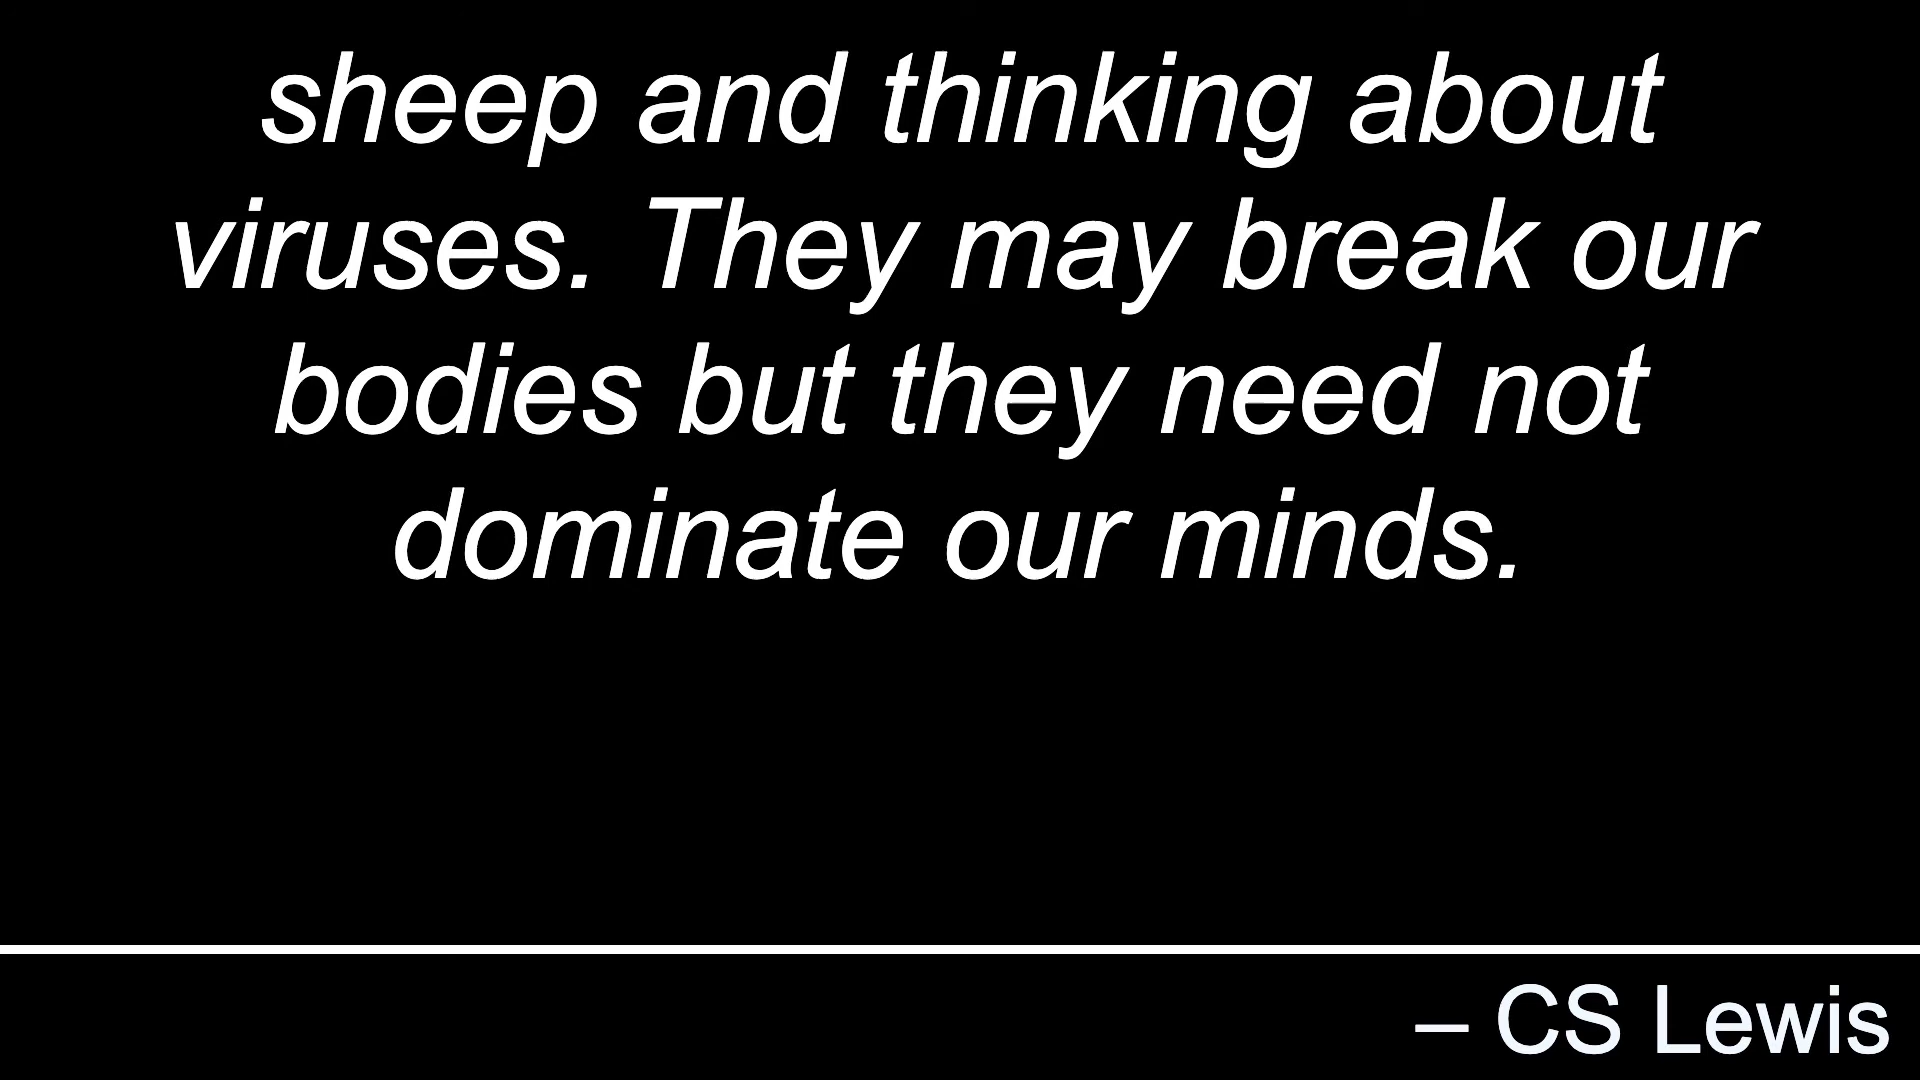 sheep and thinking about
viruses. They may break our
bodies but they need not
dominate our minds.
– CS Lewis